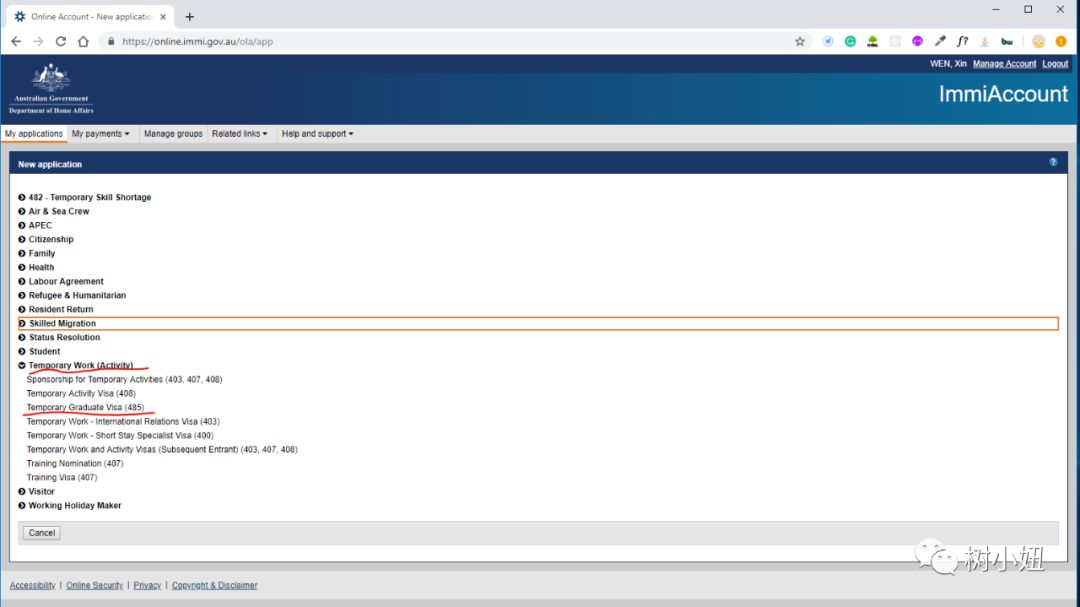 Online Account - New applicatio
https://online.immi.gov.au/ola/app
f?
bw
WEN, Xin Manage Account Logout
Australian Government
Department of Home Affairs
ImmiAccount
My applications My payments Manage groups Related links Help and support
New application
?
482 - Temporary Skill Shortage
Air & Sea Crew
APEC
Citizenship
Family
Health
Labour Agreement
Refugee & Humanitarian
Resident Return
Skilled Migration
Status Resolution
Student
Temporary Work (Activity)
Sponsorship for Temporary Activities (403, 407, 408)
Temporary Activity Visa (408)
Temporary Graduate Visa (485)
Temporary Work - International Relations Visa (403)
Temporary Work - Short Stay Specialist Visa (400)
Temporary Work and Activity Visas (Subsequent Entrant) (403, 407, 408)
Training Nomination (407)
Training Visa (407)
Visitor
Working Holiday Maker
Cancel
树小妞
Accessibility | Online Security | Privacy | Copyright & Disclaimer